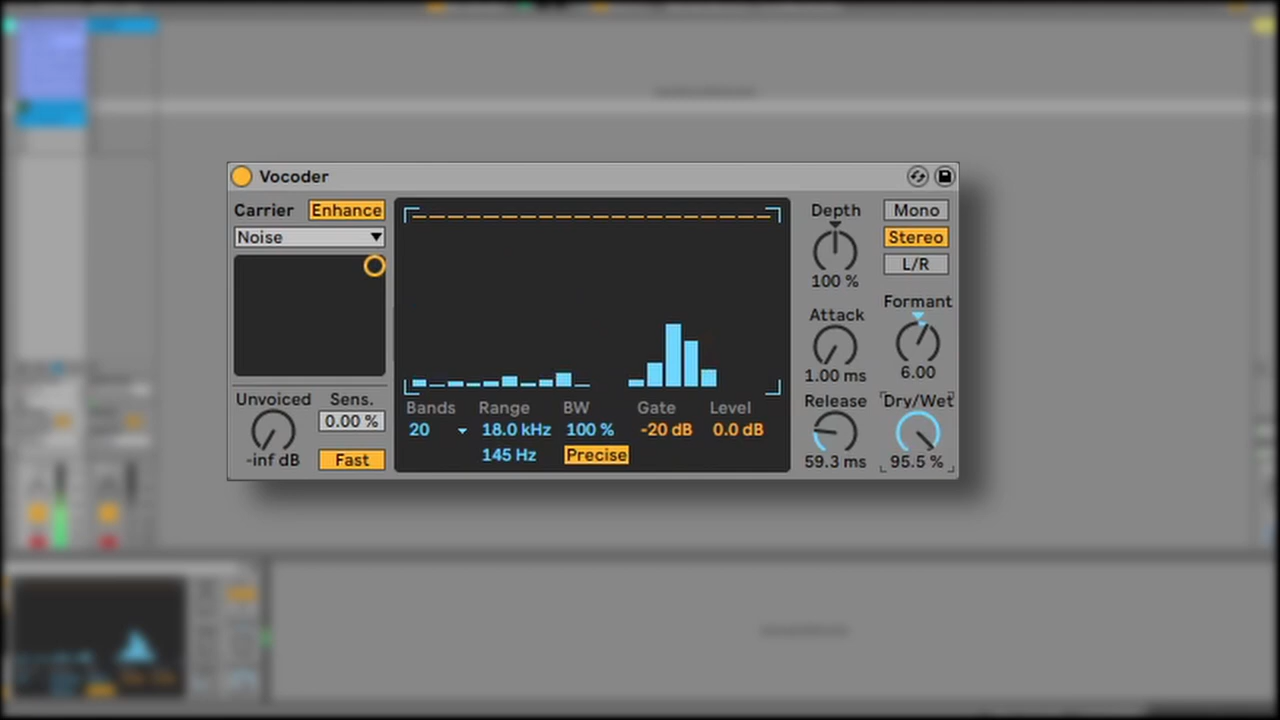 Vocoder
Carrier Enhance
Noise
Unvoiced Sens.
0.00 %
-inf dB Fast
Bands Range BW Gate Level
20 18.0 kHz 100 % -20 dB 0.0 dB
145 Hz Precise
Depth Mono
Stereo
L/R
100 %
Attack Formant
1.00 ms 6.00
Release Dry/Wet
59.3 ms 95.5 %